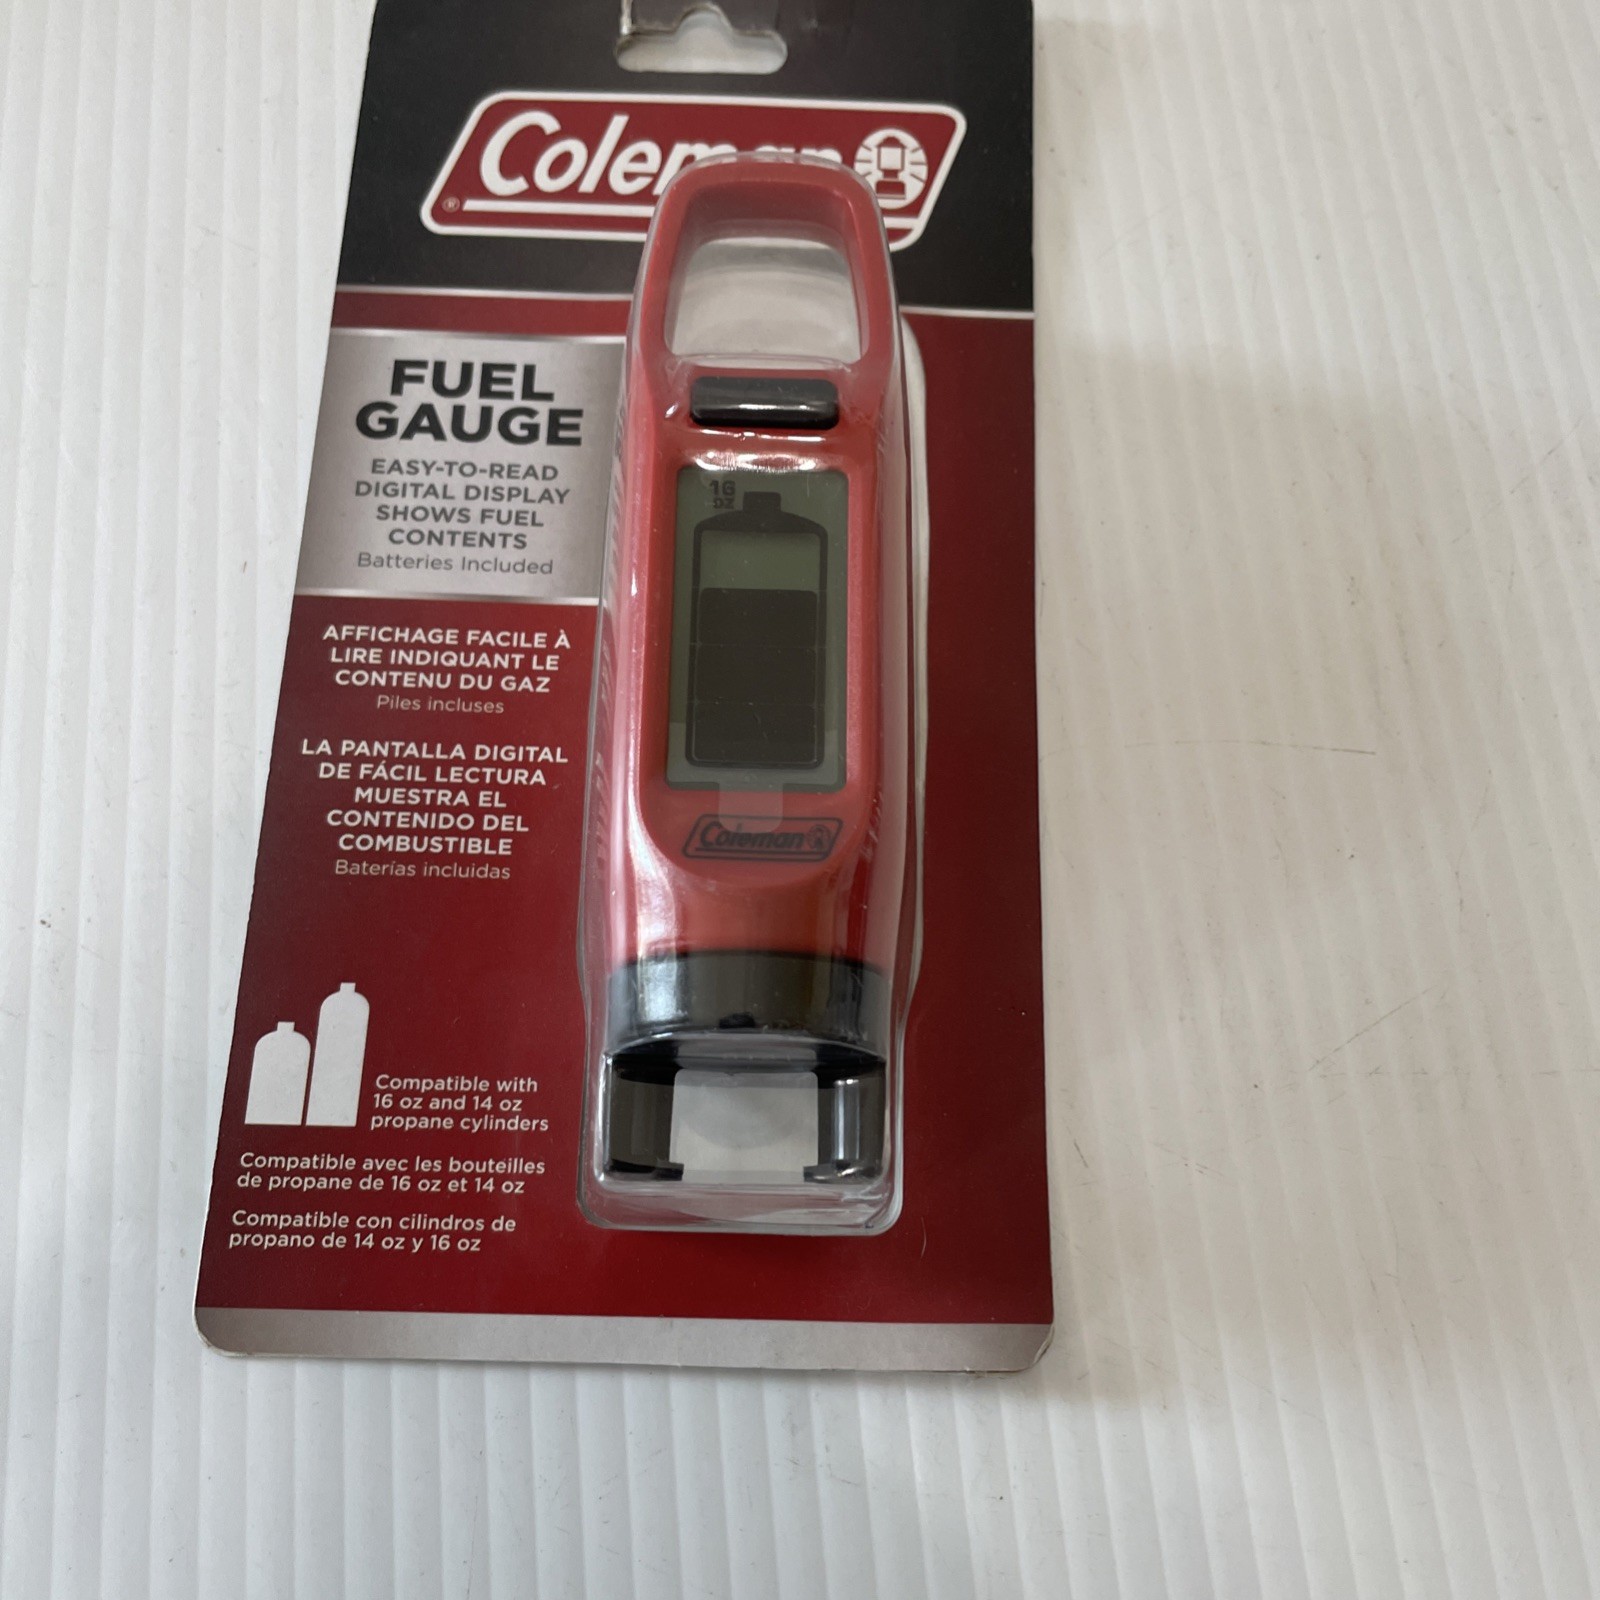 Coleman
®
FUEL
GAUGE
EASY-TO-READ
DIGITAL DISPLAY
SHOWS FUEL
CONTENTS
Batteries Included
AFFICHAGE FACILE À
LIRE INDIQUANT LE
CONTENU DU GAZ
Piles incluses
LA PANTALLA DIGITAL
DE FÁCIL LECTURA
MUESTRA EL
CONTENIDO DEL
COMBUSTIBLE
Baterías incluidas
Compatible with
16 oz and 14 oz
propane cylinders
Compatible avec les bouteilles
de propane de 16 oz et 14 oz
Compatible con cilindros de
propano de 14 oz y 16 oz
16
OZ
Coleman